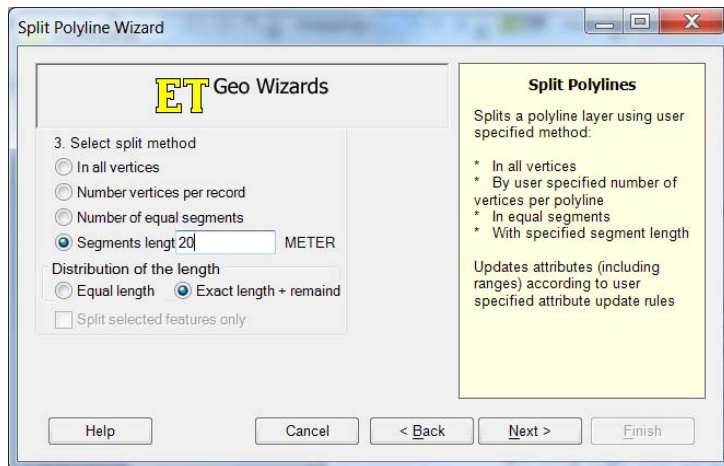 Split Polyline Wizard
ET Geo Wizards
3. Select split method
In all vertices
Number vertices per record
Number of equal segments
Segments lengt 20 METER
Distribution of the length
Equal length Exact length + remaind
Split selected features only
Split Polylines
Splits a polyline layer using user
specified method:
* In all vertices
* By user specified number of
vertices per polyline
* In equal segments
* With specified segment length
Updates attributes (including
ranges) according to user
specified attribute update rules
Help Cancel < Back Next > Finish